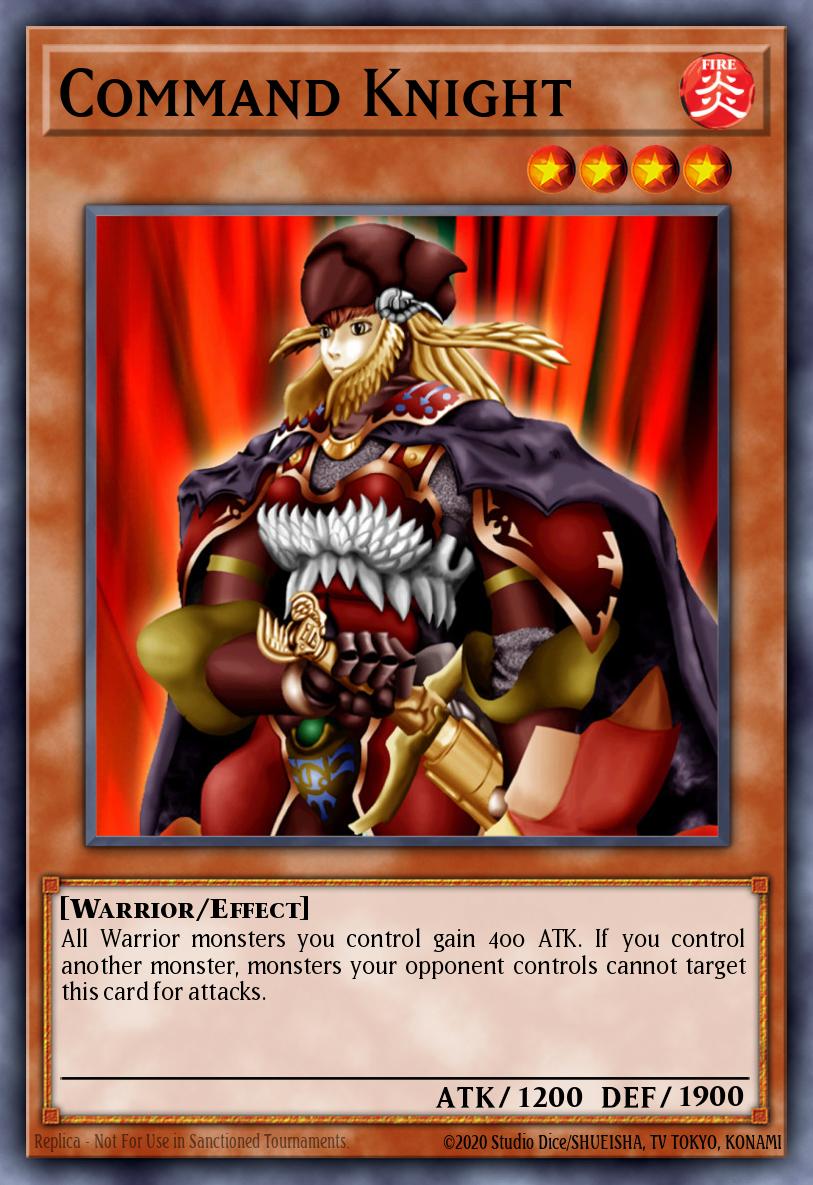 Command Knight
FIRE
炎
[Warrior/Effect]
All Warrior monsters you control gain 400 ATK. If you control
another monster, monsters your opponent controls cannot target
this card for attacks.
ATK/1200 DEF/1900
Replica - Not For Use in Sanctioned Tournaments.
©2020 Studio Dice/SHUEISHA, TV TOKYO, KONAMI